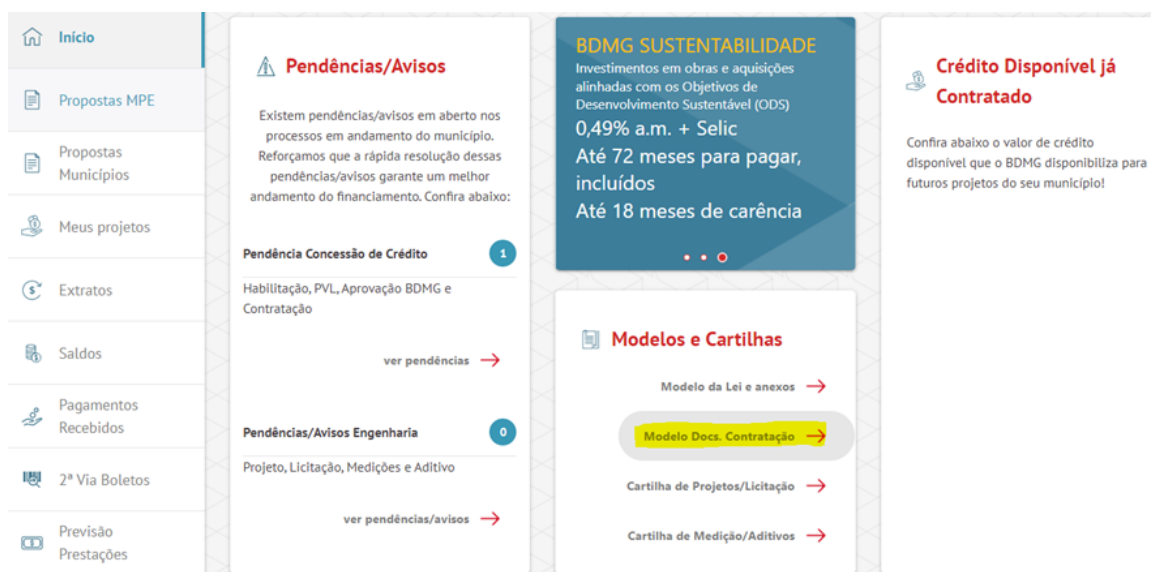 Início
Propostas MPE
Propostas
Municípios
Meus projetos
Extratos
Saldos
Pagamentos
Recebidos
2ª Via Boletos
Previsão
Prestações
Pendências/Avisos
Existem pendências/avisos em aberto nos
processos em andamento do município.
Reforçamos que a rápida resolução dessas
pendências/avisos garante um melhor
andamento do financiamento. Confira abaixo:
Pendência Concessão de Crédito 1
Habilitação, PVL, Aprovação BDMG e
Contratação
ver pendências
Pendências/Avisos Engenharia 0
Projeto, Licitação, Medições e Aditivo
ver pendências/avisos
BDMG SUSTENTABILIDADE
Investimentos em obras e aquisições
alinhadas com os Objetivos de
Desenvolvimento Sustentável (ODS)
0,49% a.m. + Selic
Até 72 meses para pagar,
incluídos
Até 18 meses de carência
Modelos e Cartilhas
Modelo da Lei e anexos
Modelo Docs. Contratação
Cartilha de Projetos/Licitação
Cartilha de Medição/Aditivos
Crédito Disponível já
Contratado
Confira abaixo o valor de crédito
disponível que o BDMG disponibiliza para
futuros projetos do seu município!